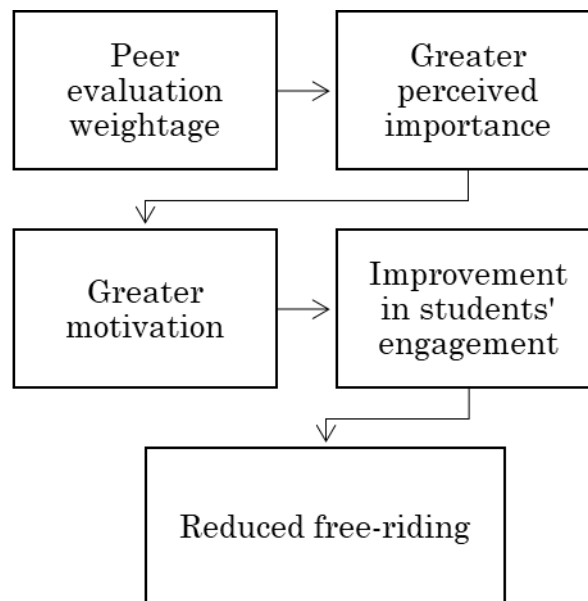 Peer
evaluation
weightage
Greater
perceived
importance
Greater
motivation
Improvement
in students'
engagement
Reduced free-riding